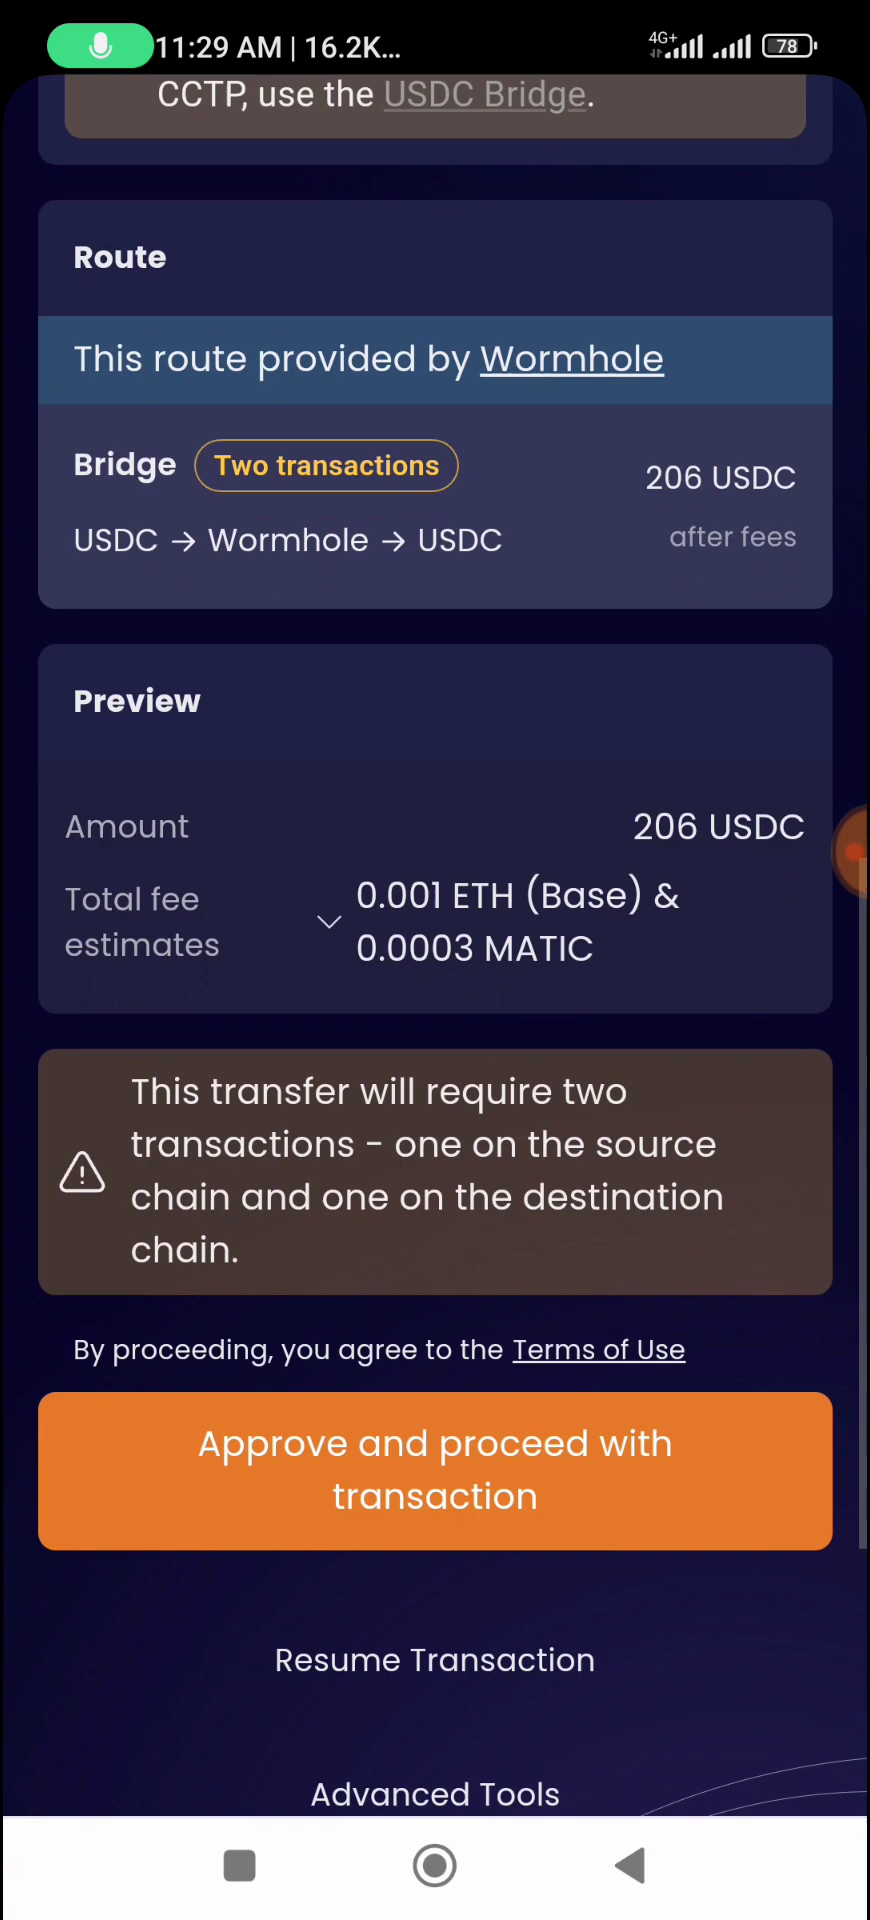 11:29 AM | 16.2K...
4G+
78
CCTP, use the USDC Bridge.
Route
This route provided by Wormhole
Bridge Two transactions
206 USDC
USDC → Wormhole → USDC
after fees
Preview
Amount 206 USDC
Total fee
estimates
0.001 ETH (Base) &
0.0003 MATIC
This transfer will require two
transactions - one on the source
chain and one on the destination
chain.
By proceeding, you agree to the Terms of Use
Approve and proceed with
transaction
Resume Transaction
Advanced Tools